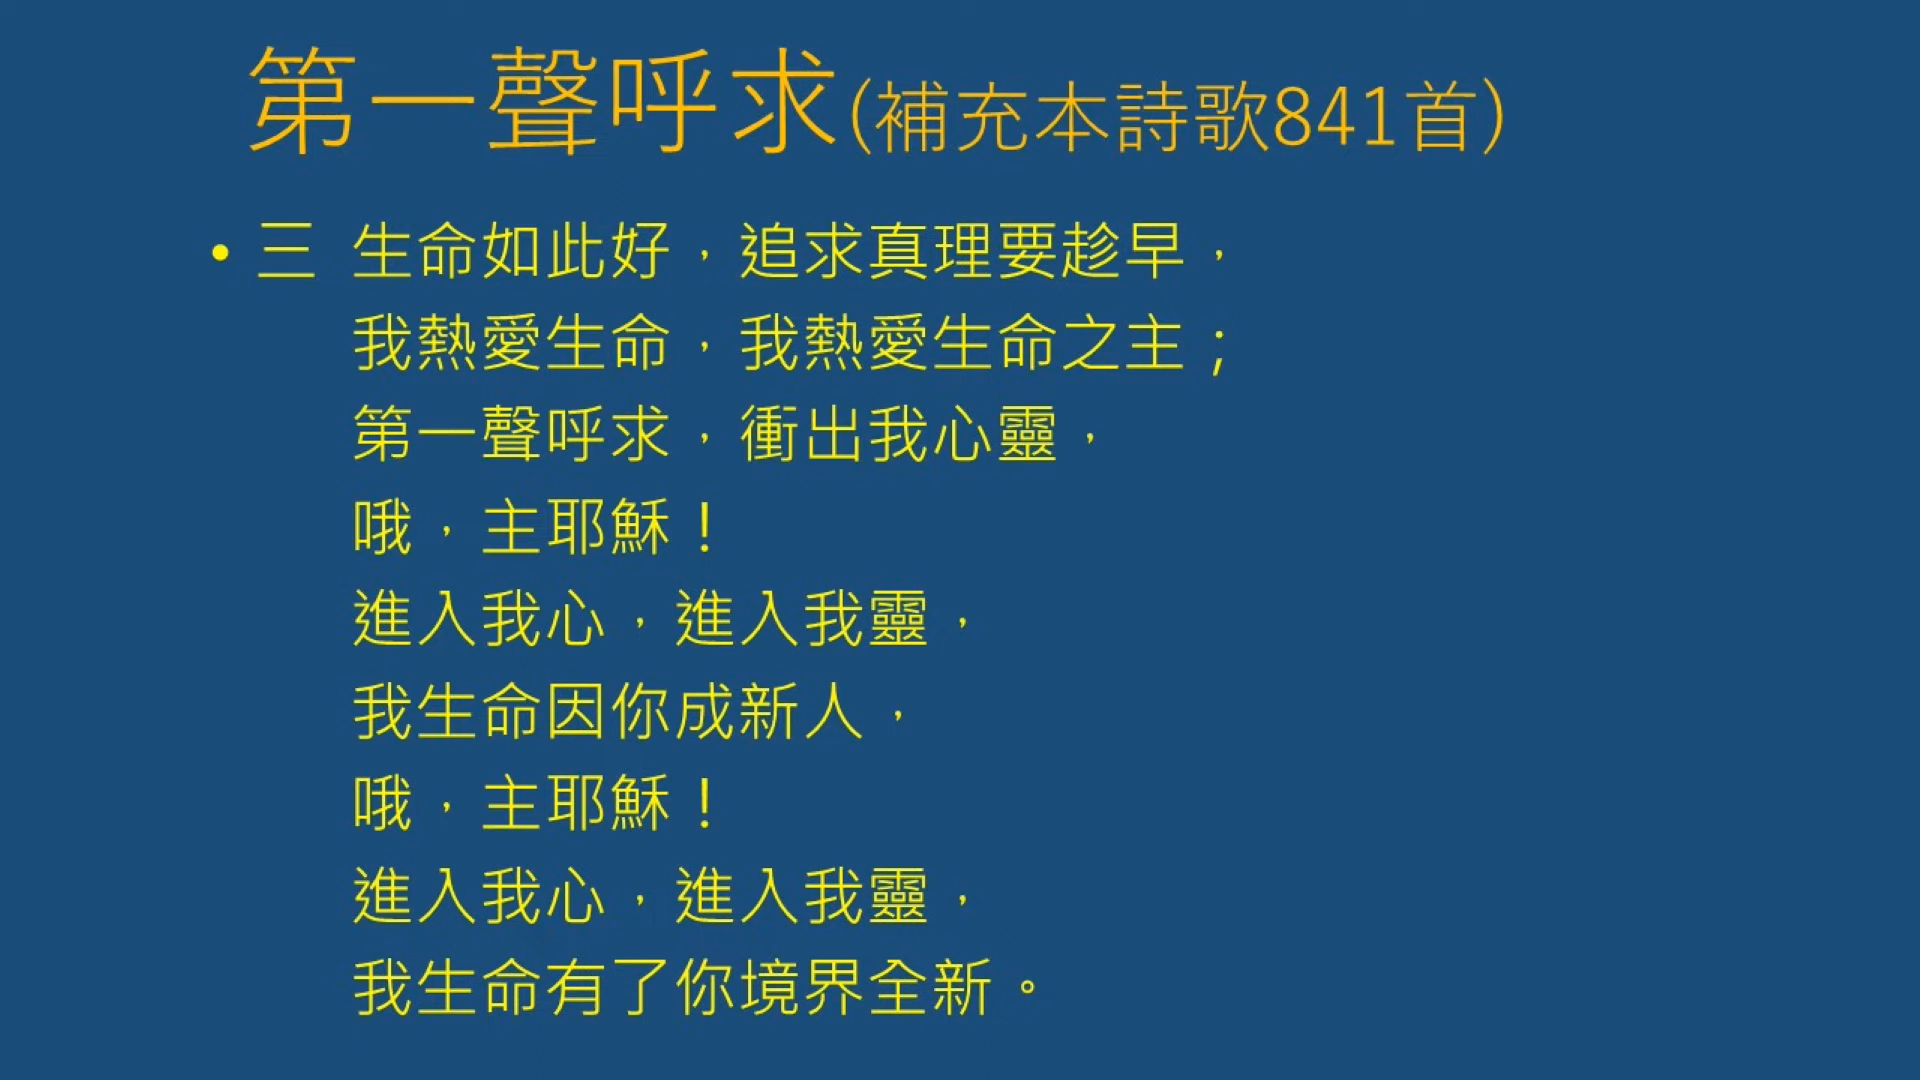 第一聲呼求(補充本詩歌841首)
• 三 生命如此好，追求真理要趁早，
我熱愛生命，我熱愛生命之主；
第一聲呼求，衝出我心靈，
哦，主耶穌！
進入我心，進入我靈，
我生命因你成新人，
哦，主耶穌！
進入我心，進入我靈，
我生命有了你境界全新。